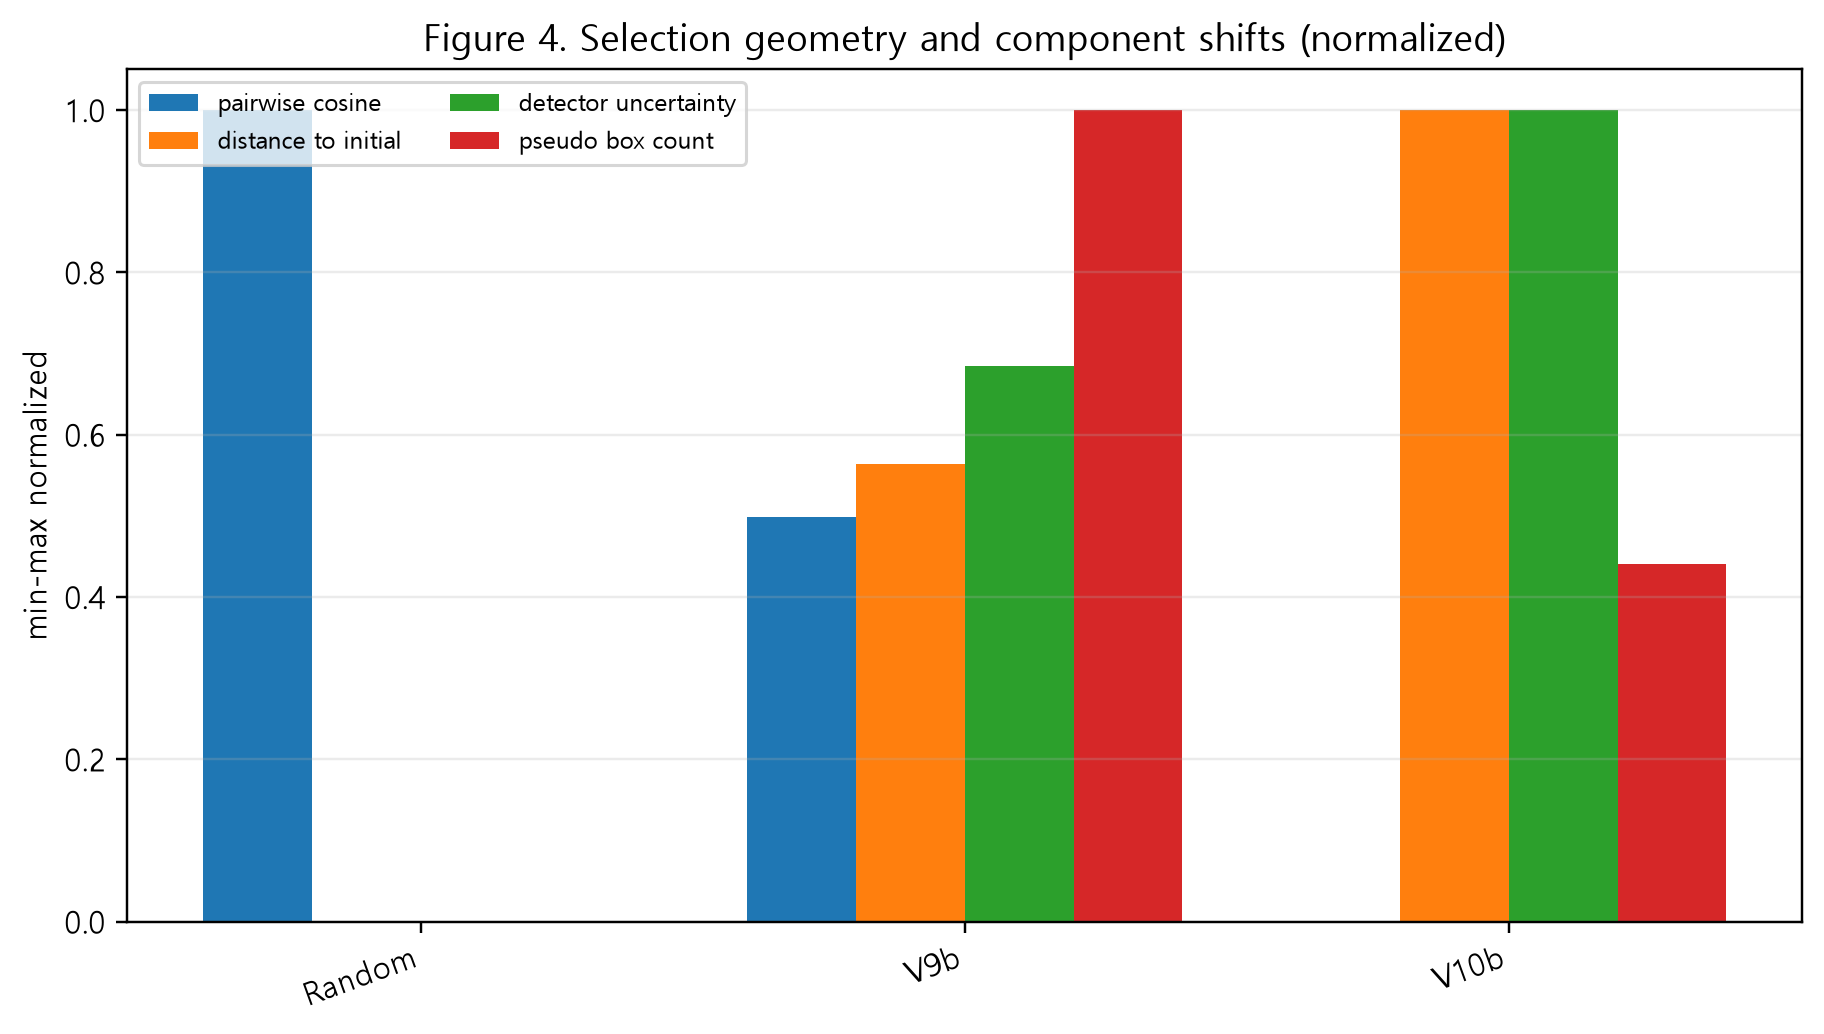 Figure 4. Selection geometry and component shifts (normalized)
pairwise cosine
distance to initial
detector uncertainty
pseudo box count
min-max normalized
1.0
0.8
0.6
0.4
0.2
0.0
Random
V9b
V10b